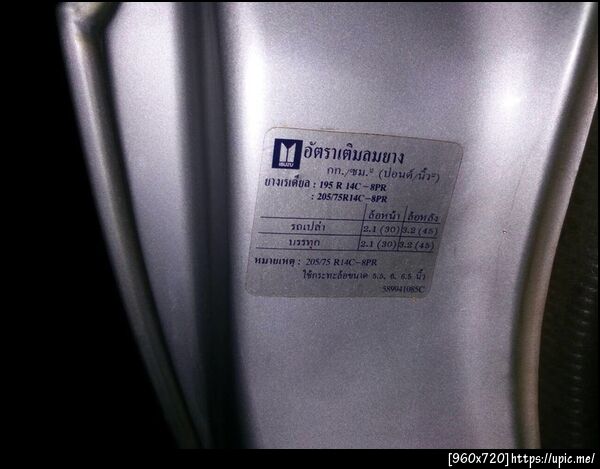 ISUZU
อัตราเติมลมยาง
กก./ซม.² (ปอนด์/นิ้ว²)
ยางเรเดียล : 195 R 14C-8PR
: 205/75R14C-8PR
ล้อหน้า ล้อหลัง
รถเปล่า 2.1 (30) 3.2 (45)
บรรทุก 2.1 (30) 3.2 (45)
หมายเหตุ : 205/75 R14C-8PR
ใช้กระทะล้อขนาด 5.5, 6, 6.5 นิ้ว
589941085C
[960x720]https://upic.me/